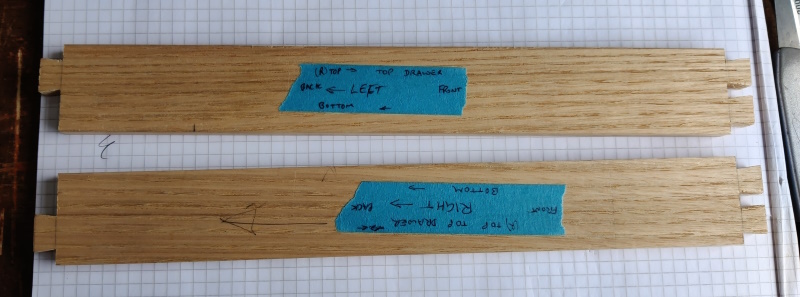 (R) TOP TOP DRAWER
BACK ← LEFT FRONT
BOTTOM ←
BOTTOM →
FRONT RIGHT → BACK
(R) TOP TOP DRAWER